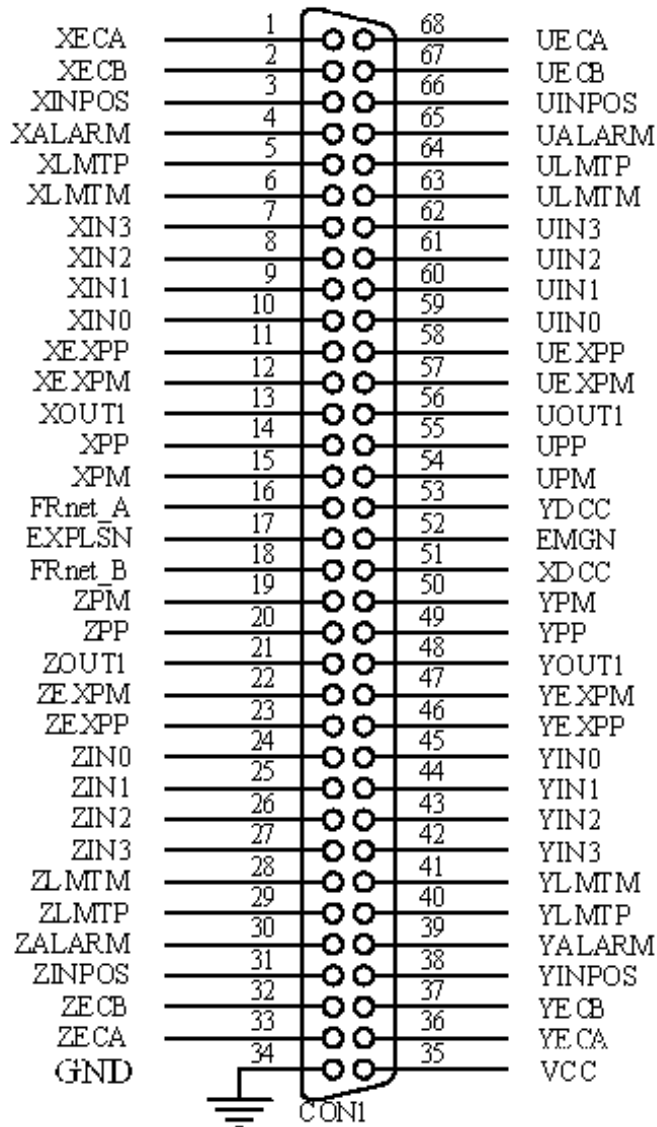 XECA 1 68 UECA
XECB 2 67 UECB
XINPOS 3 66 UINPOS
XALARM 4 65 UALARM
XLMTP 5 64 ULMTP
XLMTM 6 63 ULMTM
XIN3 7 62 UIN3
XIN2 8 61 UIN2
XIN1 9 60 UIN1
XIN0 10 59 UIN0
XEXPP 11 58 UEXPP
XEXPM 12 57 UEXPM
XOUT1 13 56 UOUT1
XPP 14 55 UPP
XPM 15 54 UPM
FRnet_A 16 53 YDCC
EXPLSN 17 52 EMGN
FRnet_B 18 51 XDCC
ZPM 19 50 YPM
ZPP 20 49 YPP
ZOUT1 21 48 YOUT1
ZEXPM 22 47 YEXPM
ZEXPP 23 46 YEXPP
ZIN0 24 45 YIN0
ZIN1 25 44 YIN1
ZIN2 26 43 YIN2
ZIN3 27 42 YIN3
ZLMTM 28 41 YLMTM
ZLMTP 29 40 YLMTP
ZALARM 30 39 YALARM
ZINPOS 31 38 YINPOS
ZECB 32 37 YECB
ZECA 33 36 YECA
GND 34 35 VCC
CON1